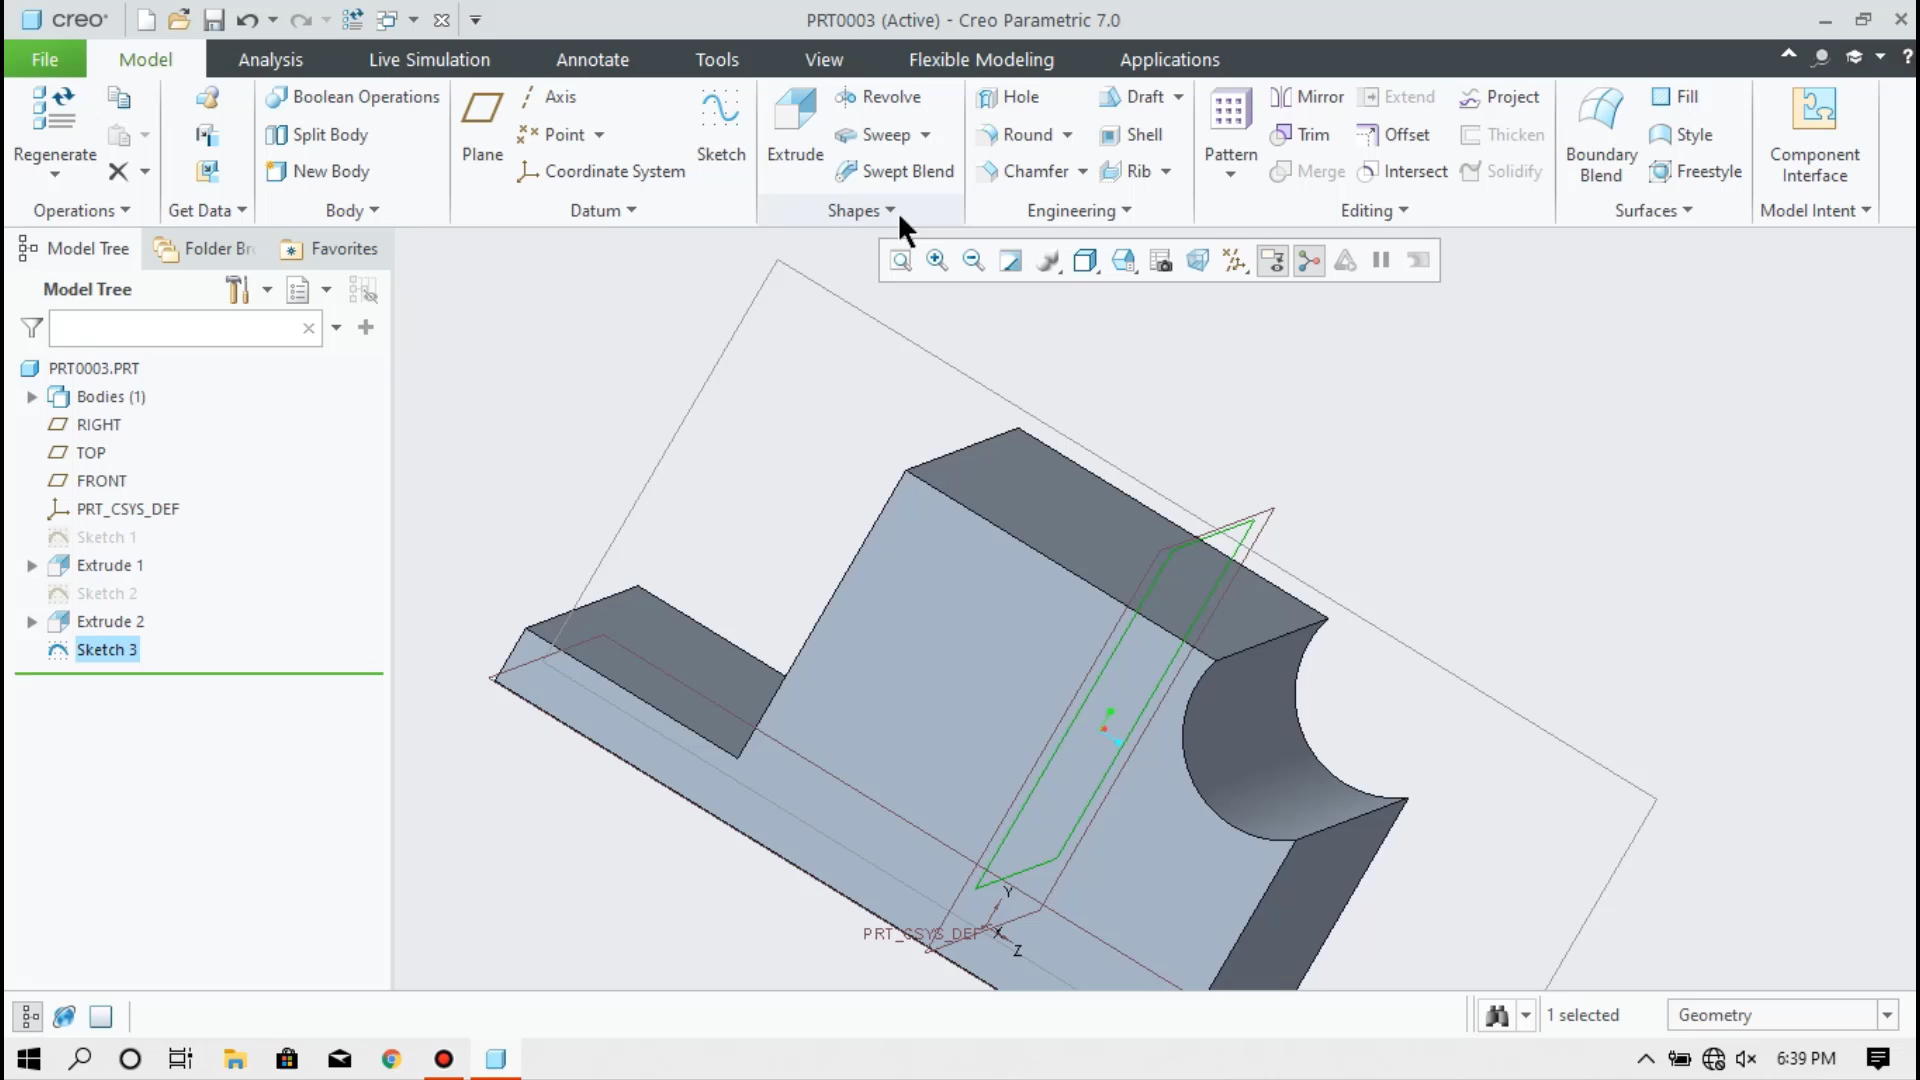 creo
PRT0003 (Active) - Creo Parametric 7.0
File Model Analysis Live Simulation Annotate Tools View Flexible Modeling Applications
Regenerate
Operations
Get Data
Boolean Operations
Split Body
New Body
Body
Plane
Axis
Point
Coordinate System
Sketch
Datum
Extrude
Revolve
Sweep
Swept Blend
Shapes
Hole
Round
Chamfer
Draft
Shell
Rib
Engineering
Pattern
Mirror
Extend
Project
Trim
Offset
Thicken
Merge
Intersect
Solidify
Editing
Boundary
Blend
Fill
Style
Freestyle
Surfaces
Component
Interface
Model Intent
Model Tree
Folder Br
Favorites
Model Tree
PRT0003.PRT
Bodies (1)
RIGHT
TOP
FRONT
PRT_CSYS_DEF
Sketch 1
Extrude 1
Sketch 2
Extrude 2
Sketch 3
Y
PRT_CSYS_DEF
X
Z
1 selected
Geometry
6:39 PM